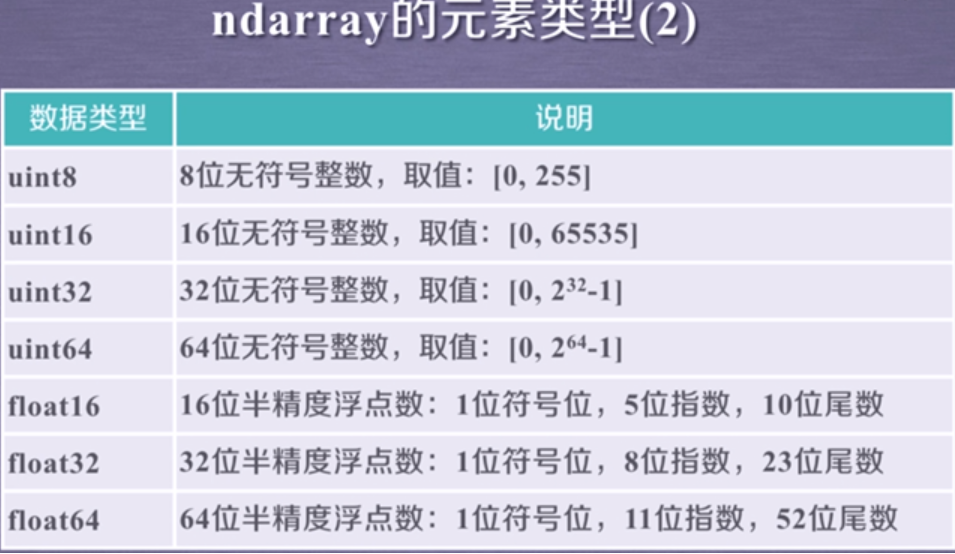 ndarray的元素类型(2)
数据类型 说明
uint8 8位无符号整数，取值：[0, 255]
uint16 16位无符号整数，取值：[0, 65535]
uint32 32位无符号整数，取值：[0, 2³²-1]
uint64 64位无符号整数，取值：[0, 2⁶⁴-1]
float16 16位半精度浮点数：1位符号位，5位指数，10位尾数
float32 32位半精度浮点数：1位符号位，8位指数，23位尾数
float64 64位半精度浮点数：1位符号位，11位指数，52位尾数